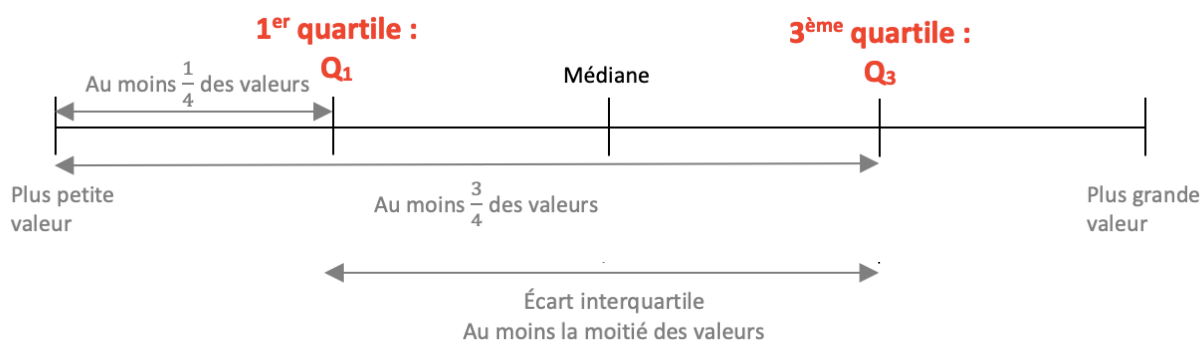 1er quartile :
Q1
3ème quartile :
Q3
Médiane
Au moins 1/4 des valeurs
Plus petite
valeur
Au moins 3/4 des valeurs
Plus grande
valeur
Écart interquartile
Au moins la moitié des valeurs